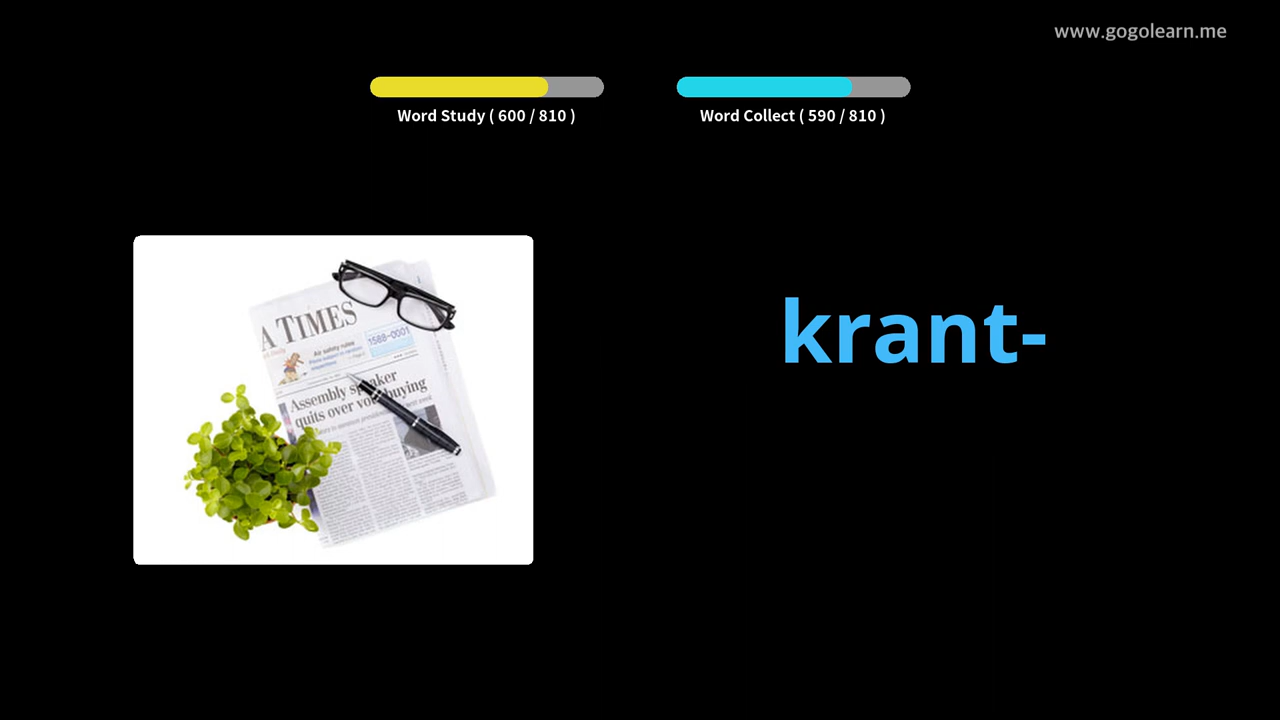 www.gogolearn.me
Word Study ( 600 / 810 )
Word Collect ( 590 / 810 )
krant-
A TIMES
Air safety rules
1588-0001
Assembly speaker
quits over vote buying